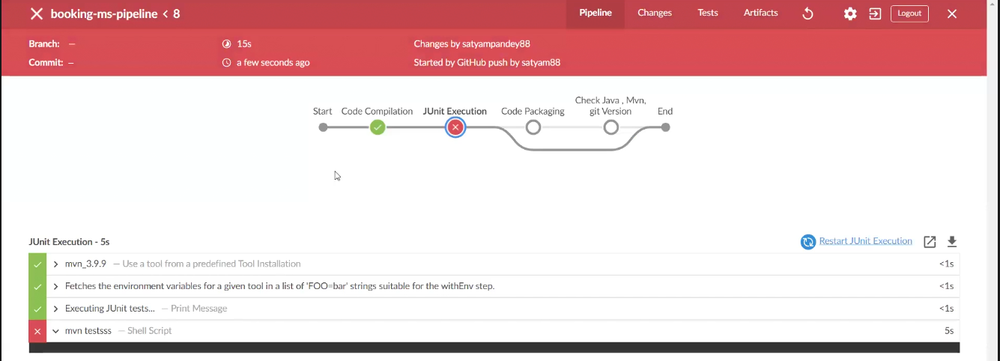 booking-ms-pipeline < 8
Pipeline Changes Tests Artifacts Logout
Branch: — 15s Changes by satyampandey88
Commit: — a few seconds ago Started by GitHub push by satyam88
Start Code Compilation JUnit Execution Code Packaging Check Java , Mvn, git Version End
JUnit Execution - 5s Restart JUnit Execution
mvn_3.9.9 — Use a tool from a predefined Tool Installation <1s
Fetches the environment variables for a given tool in a list of 'FOO=bar' strings suitable for the withEnv step. <1s
Executing JUnit tests... — Print Message <1s
mvn testsss — Shell Script 5s